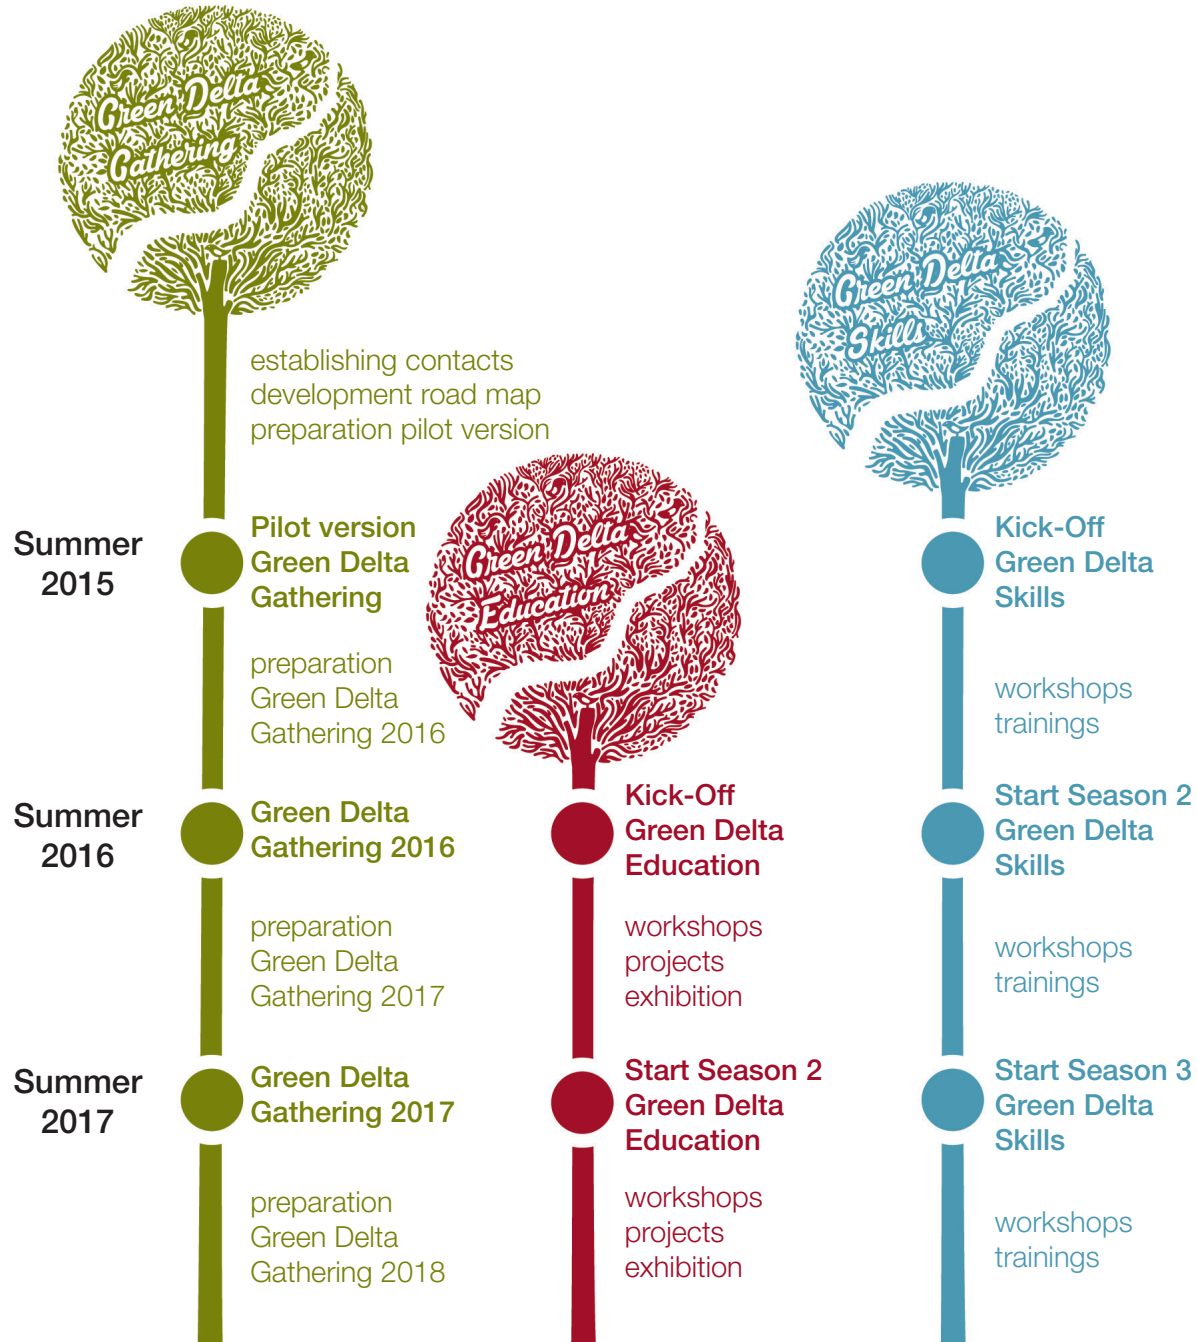 Green Delta
Gathering
establishing contacts
development road map
preparation pilot version
Green Delta
Skills
Green Delta
Education
Summer
2015
Pilot version
Green Delta
Gathering
Kick-Off
Green Delta
Skills
preparation
Green Delta
Gathering 2016
workshops
trainings
Summer
2016
Green Delta
Gathering 2016
Kick-Off
Green Delta
Education
Start Season 2
Green Delta
Skills
preparation
Green Delta
Gathering 2017
workshops
projects
exhibition
workshops
trainings
Summer
2017
Green Delta
Gathering 2017
Start Season 2
Green Delta
Education
Start Season 3
Green Delta
Skills
preparation
Green Delta
Gathering 2018
workshops
projects
exhibition
workshops
trainings